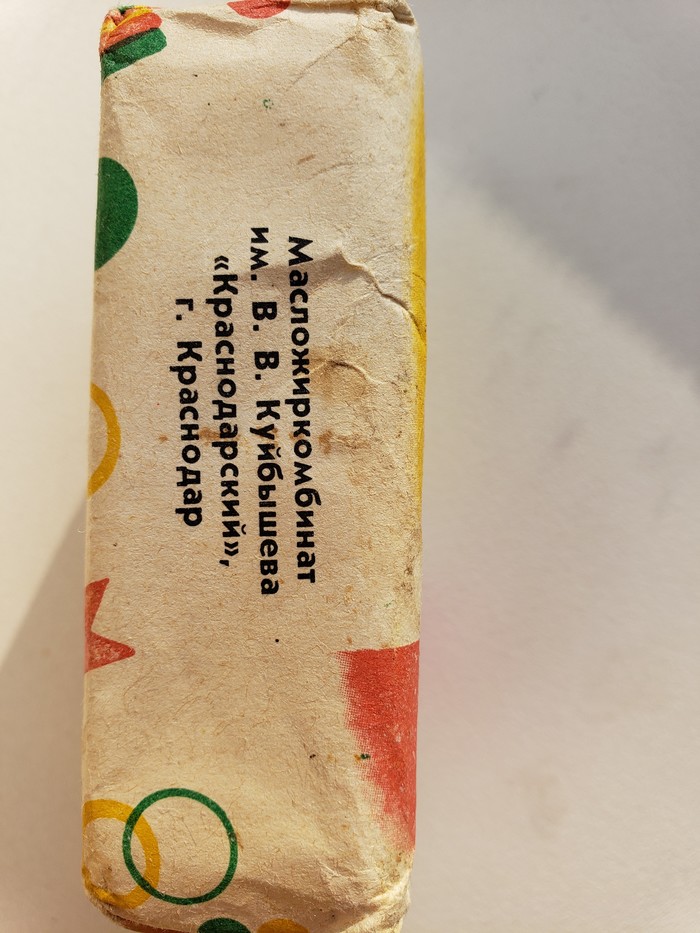 Масложиркомбинат
им. В. В. Куйбышева
«Краснодарский»,
г. Краснодар